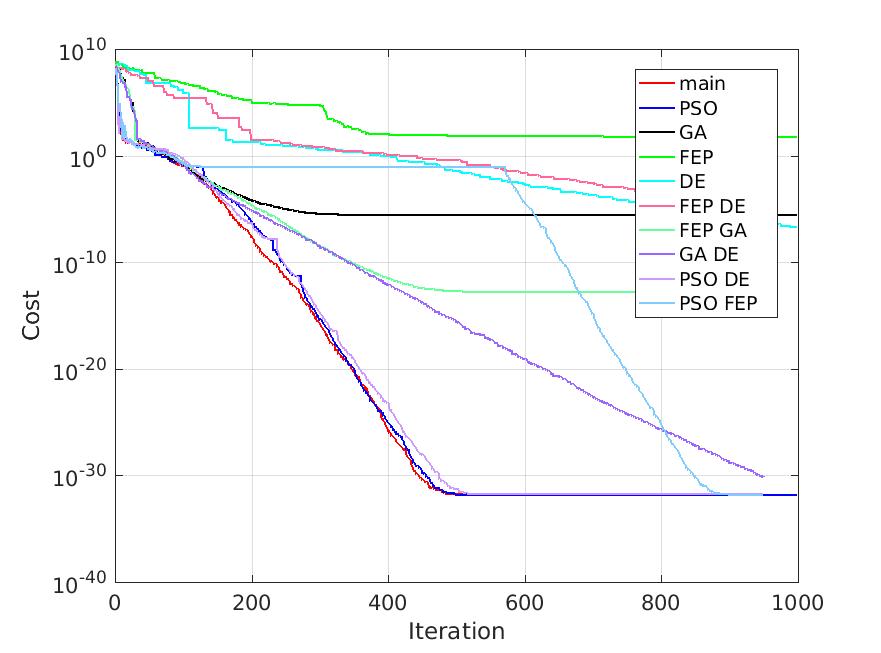 10^10
10^0
10^-10
10^-20
10^-30
10^-40
Cost
0 200 400 600 800 1000
Iteration
main
PSO
GA
FEP
DE
FEP DE
FEP GA
GA DE
PSO DE
PSO FEP